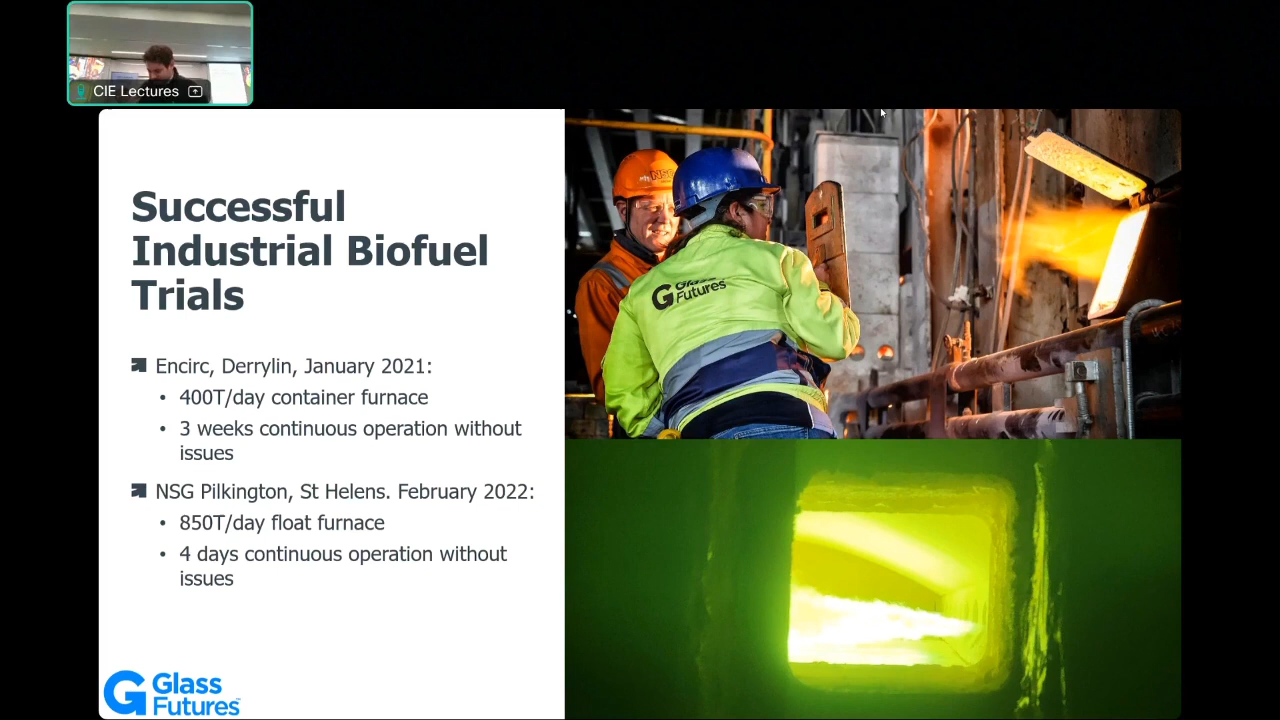 CIE Lectures
Successful
Industrial Biofuel
Trials
Encirc, Derrylin, January 2021:
• 400T/day container furnace
• 3 weeks continuous operation without
issues
NSG Pilkington, St Helens. February 2022:
• 850T/day float furnace
• 4 days continuous operation without
issues
Glass
Futures
NSG
Glass
Futures